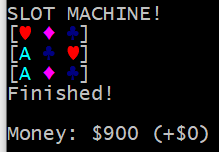 SLOT MACHINE!
[♥ ♦ ♣]
[A ♣ ♥]
[A ♦ ♣]
Finished!
Money: $900 (+$0)